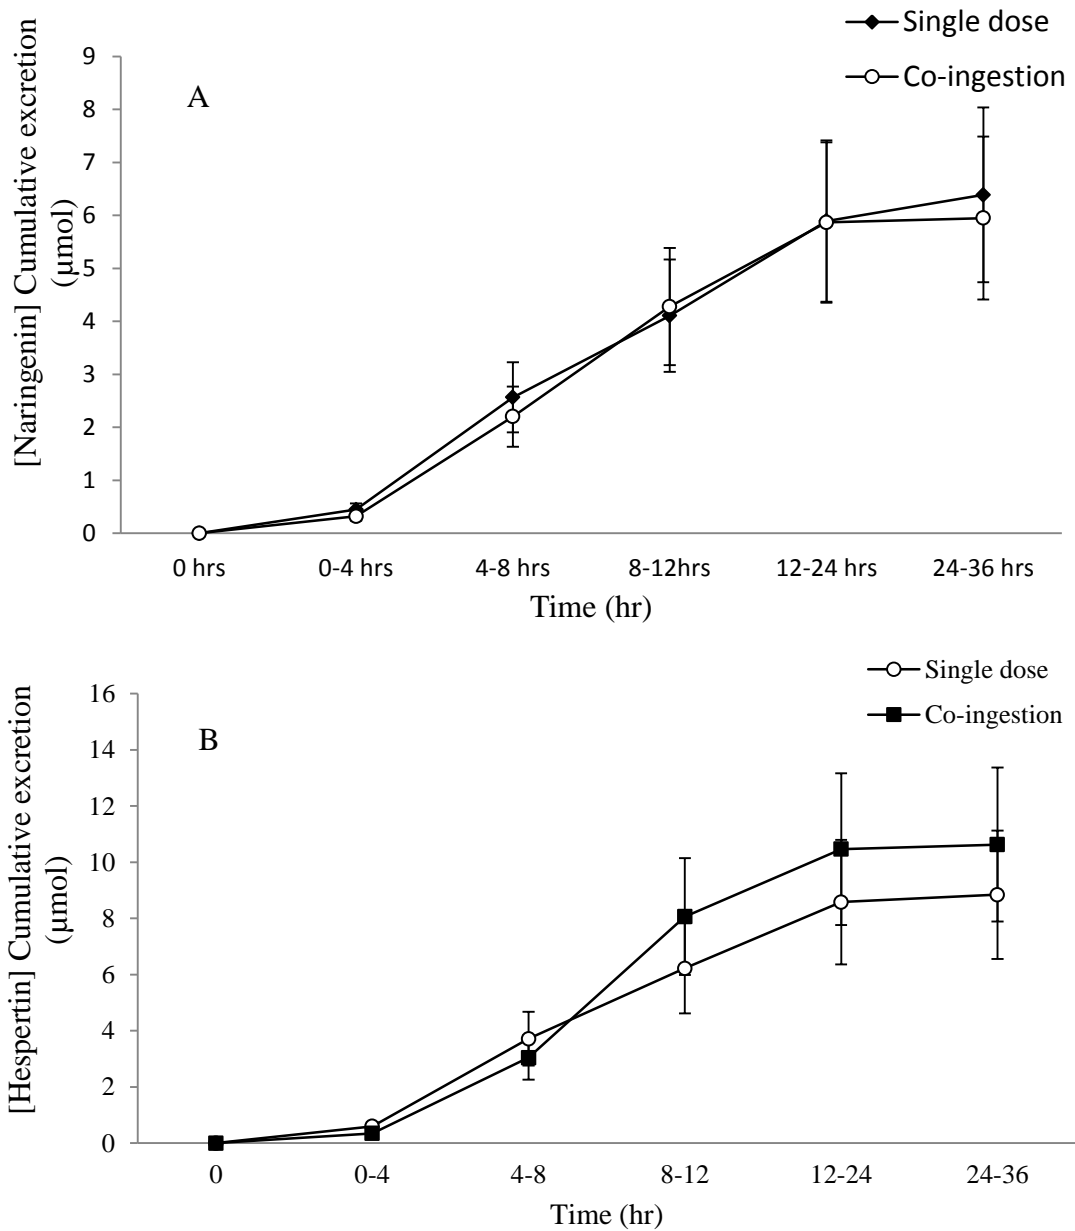 Single dose
Co-ingestion
A
[Naringenin] Cumulative excretion
(µmol)
9
8
7
6
5
4
3
2
1
0
0 hrs
0-4 hrs
4-8 hrs
8-12hrs
12-24 hrs
24-36 hrs
Time (hr)
Single dose
Co-ingestion
B
[Hespertin] Cumulative excretion
(µmol)
16
14
12
10
8
6
4
2
0
0
0-4
4-8
8-12
12-24
24-36
Time (hr)